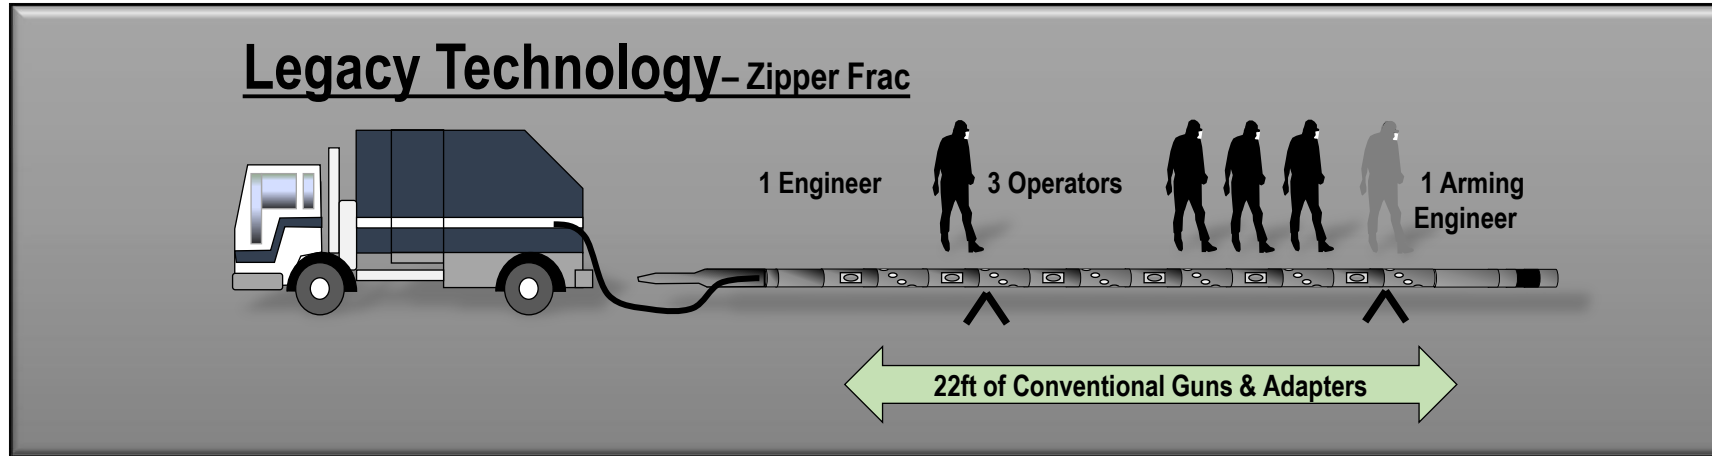 Legacy Technology– Zipper Frac
1 Engineer
3 Operators
1 Arming
Engineer
22ft of Conventional Guns & Adapters